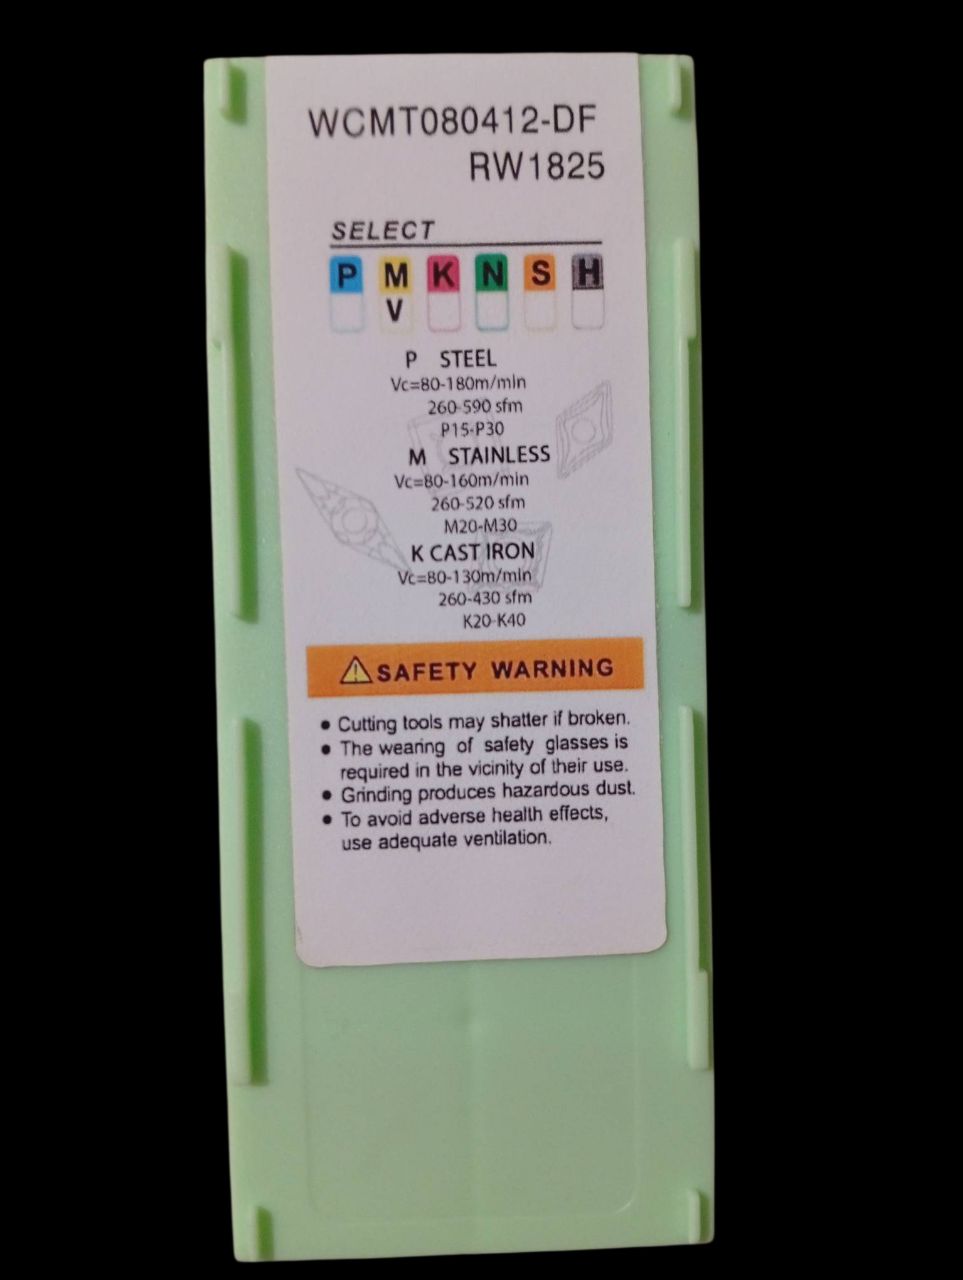 WCMT080412-DF
RW1825
SELECT
P M K N S H
V
P STEEL
Vc=80-180m/min
260-590 sfm
P15-P30
M STAINLESS
Vc=80-160m/min
260-520 sfm
M20-M30
K CAST IRON
Vc=80-130m/min
260-430 sfm
K20-K40
SAFETY WARNING
• Cutting tools may shatter if broken.
• The wearing of safety glasses is
required in the vicinity of their use.
• Grinding produces hazardous dust.
• To avoid adverse health effects,
use adequate ventilation.